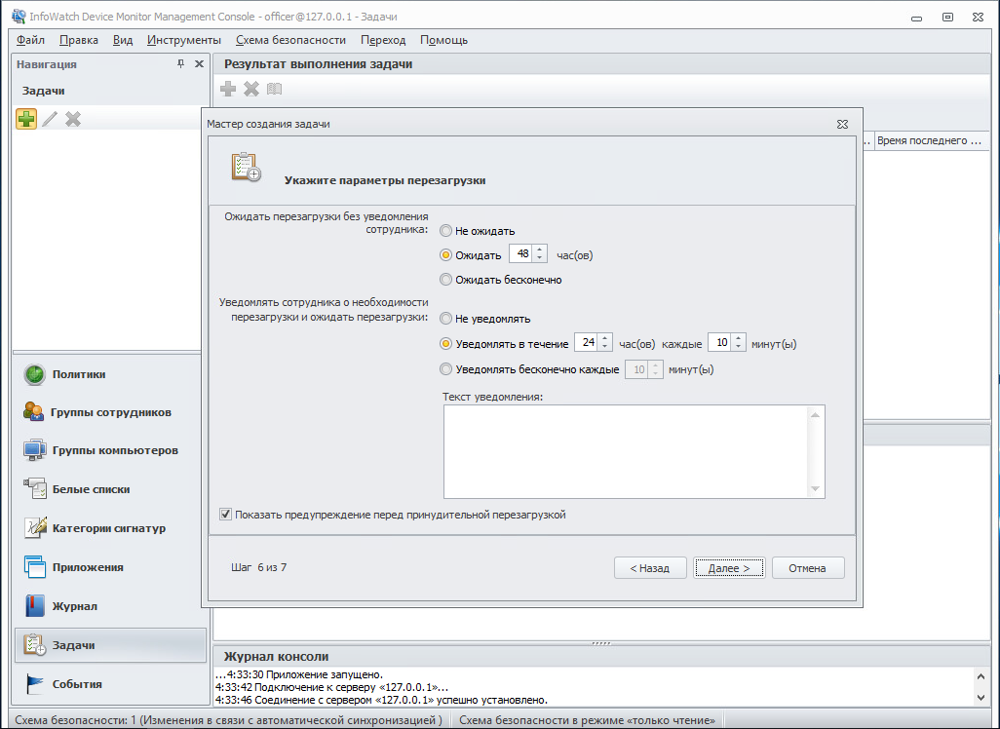 InfoWatch Device Monitor Management Console - officer@127.0.0.1 - Задачи
Файл Правка Вид Инструменты Схема безопасности Переход Помощь
Навигация
Задачи
Результат выполнения задачи
.. Время последнего ...
Мастер создания задачи
Укажите параметры перезагрузки
Ожидать перезагрузки без уведомления
сотрудника:
Не ожидать
Ожидать 48 час(ов)
Ожидать бесконечно
Уведомлять сотрудника о необходимости
перезагрузки и ожидать перезагрузки:
Не уведомлять
Уведомлять в течение 24 час(ов) каждые 10 минут(ы)
Уведомлять бесконечно каждые 10 минут(ы)
Текст уведомления:
Показать предупреждение перед принудительной перезагрузкой
Шаг 6 из 7
< Назад
Далее >
Отмена
Политики
Группы сотрудников
Группы компьютеров
Белые списки
Категории сигнатур
Приложения
Журнал
Задачи
События
Журнал консоли
...4:33:30 Приложение запущено.
4:33:42 Подключение к серверу «127.0.0.1»...
4:33:46 Соединение с сервером «127.0.0.1» успешно установлено.
Схема безопасности: 1 (Изменения в связи с автоматической синхронизацией ) Схема безопасности в режиме «только чтение»